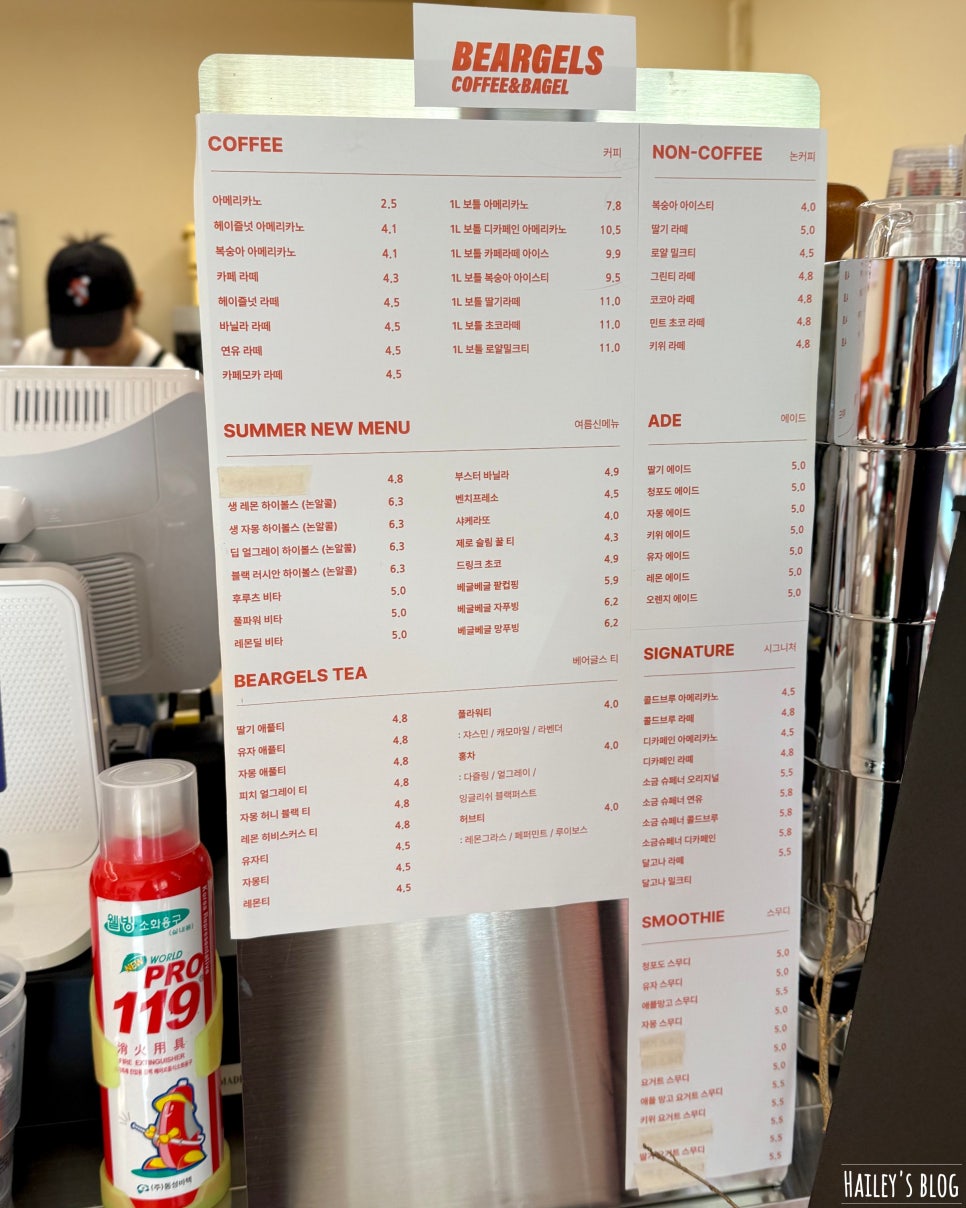 BEARGELS
COFFEE&BAGEL
COFFEE 커피
아메리카노 2.5
헤이즐넛 아메리카노 4.1
복숭아 아메리카노 4.1
카페 라떼 4.3
헤이즐넛 라떼 4.5
바닐라 라떼 4.5
연유 라떼 4.5
카페모카 라떼 4.5
1L 보틀 아메리카노 7.8
1L 보틀 디카페인 아메리카노 10.5
1L 보틀 카페라떼 아이스 9.9
1L 보틀 복숭아 아이스티 9.5
1L 보틀 딸기라떼 11.0
1L 보틀 초코라떼 11.0
1L 보틀 로얄밀크티 11.0
SUMMER NEW MENU 여름신메뉴
4.8
생 레몬 하이볼스 (논알콜) 6.3
생 자몽 하이볼스 (논알콜) 6.3
딥 얼그레이 하이볼스 (논알콜) 6.3
블랙 러시안 하이볼스 (논알콜) 6.3
후루츠 비타 5.0
풀파워 비타 5.0
레몬딜 비타 5.0
부스터 바닐라 4.9
벤치프레소 4.5
샤케라또 4.0
제로 슬림 꿀 티 4.3
드링크 초코 4.9
베글베글 팥컵핑 5.9
베글베글 자푸빙 6.2
베글베글 망푸빙 6.2
BEARGELS TEA 베어글스 티
딸기 애플티 4.8
유자 애플티 4.8
자몽 애플티 4.8
피치 얼그레이 티 4.8
자몽 허니 블랙 티 4.8
레몬 히비스커스 티 4.8
유자티 4.5
자몽티 4.5
레몬티 4.5
플라워티 4.0
: 쟈스민 / 캐모마일 / 라벤더
홍차 4.0
: 다즐링 / 얼그레이 /
잉글리쉬 블랙퍼스트
허브티 4.0
: 레몬그라스 / 페퍼민트 / 루이보스
NON-COFFEE 논커피
복숭아 아이스티 4.0
딸기 라떼 5.0
로얄 밀크티 4.5
그린티 라떼 4.8
코코아 라떼 4.8
민트 초코 라떼 4.8
키위 라떼 4.8
ADE 에이드
딸기 에이드 5.0
청포도 에이드 5.0
자몽 에이드 5.0
키위 에이드 5.0
유자 에이드 5.0
레몬 에이드 5.0
오렌지 에이드 5.0
SIGNATURE 시그니처
콜드브루 아메리카노 4.5
콜드브루 라떼 4.8
디카페인 아메리카노 4.5
디카페인 라떼 4.8
소금 슈페너 오리지널 5.5
소금 슈페너 연유 5.8
소금 슈페너 콜드브루 5.8
소금슈페너 디카페인 5.8
달고나 라떼 5.5
달고나 밀크티
SMOOTHIE 스무디
청포도 스무디 5.0
유자 스무디 5.0
애플망고 스무디 5.5
자몽 스무디 5.0
5.0
5.0
요거트 스무디 5.0
애플 망고 요거트 스무디 5.5
키위 요거트 스무디 5.5
5.5
딸기요거트 스무디 5.5
웰빙 소화용구
(실내용)
Korea Representative
NEW WORLD
PRO
119
消火用具
FIRE EXTINGUISHER
(주)동성바텍
MADE
HAILEY'S BLOG